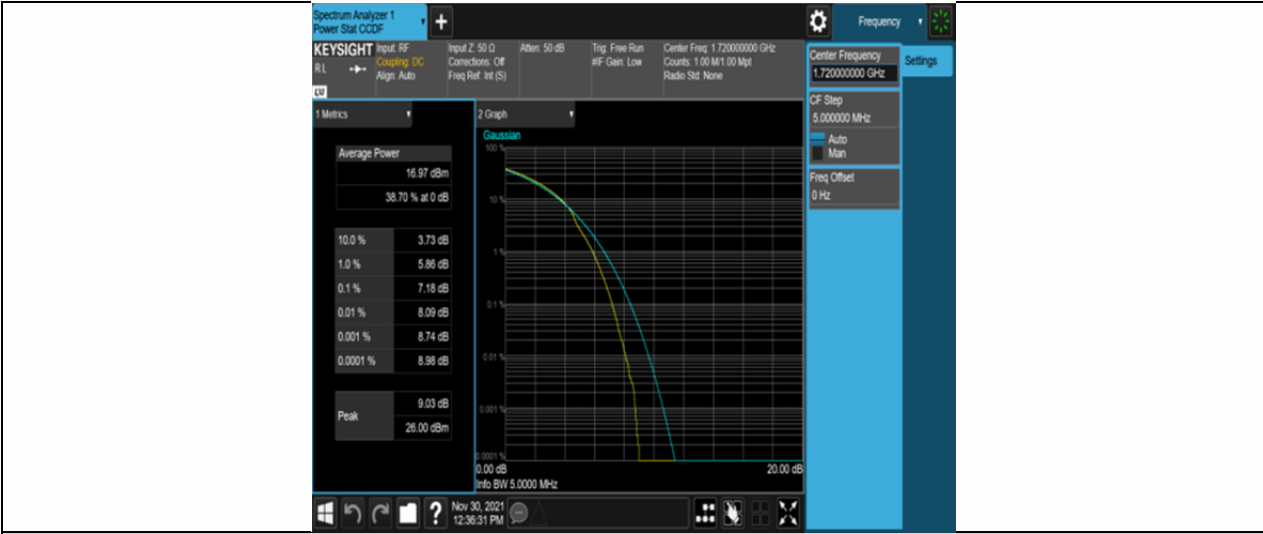 Spectrum Analyzer 1
Power Stat CCDF
+
Frequency
KEYSIGHT
Input: RF
Coupling: DC
Align: Auto
Input Z: 50 Ω
Corrections: Off
Freq Ref: Int (S)
Atten: 50 dB
Trig: Free Run
#IF Gain: Low
Center Freq: 1.720000000 GHz
Counts: 1.00 M/1.00 Mpt
Radio Std: None
R L
LV
Center Frequency
1.720000000 GHz
Settings
CF Step
5.000000 MHz
Auto
Man
Freq Offset
0 Hz
1 Metrics
Average Power
16.97 dBm
38.70 % at 0 dB
10.0 % 3.73 dB
1.0 % 5.86 dB
0.1 % 7.18 dB
0.01 % 8.09 dB
0.001 % 8.74 dB
0.0001 % 8.98 dB
Peak
9.03 dB
26.00 dBm
2 Graph
Gaussian
100 %
10 %
1 %
0.1 %
0.01 %
0.001 %
0.0001 %
0.00 dB 20.00 dB
Info BW 5.0000 MHz
?
Nov 30, 2021
12:36:31 PM